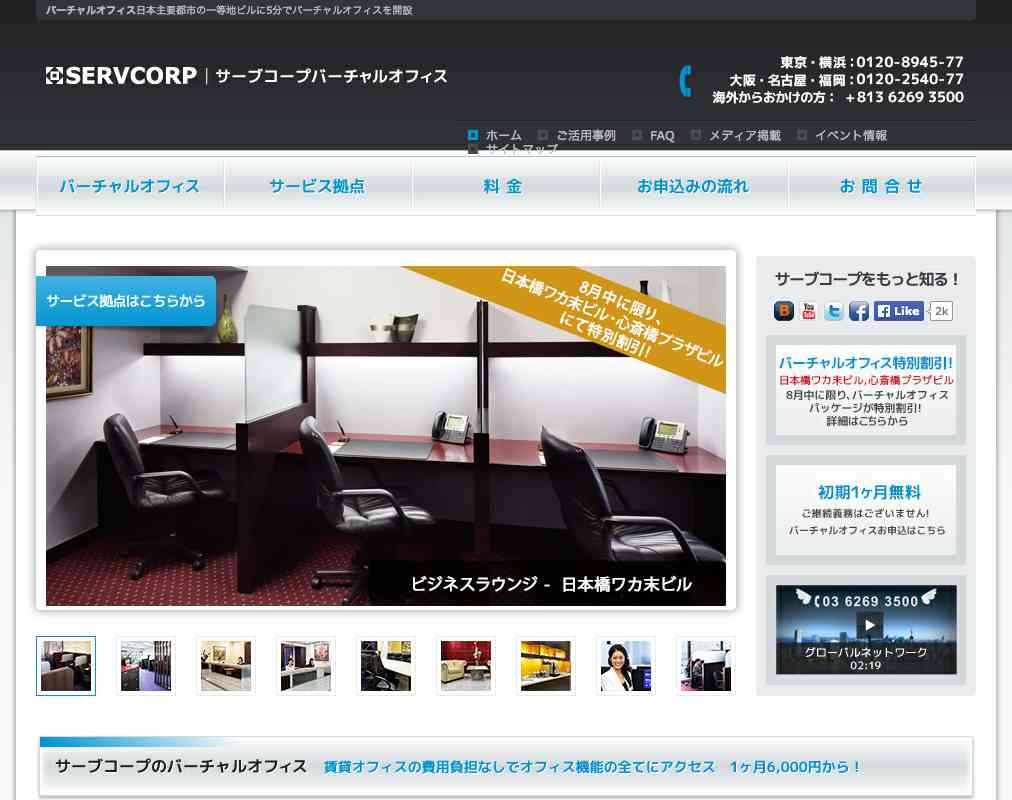 バーチャルオフィス日本主要都市の一等地ビルに5分でバーチャルオフィスを開設
SERVCORP｜サーブコープバーチャルオフィス
東京・横浜：0120-8945-77
大阪・名古屋・福岡：0120-2540-77
海外からおかけの方： ＋813 6269 3500
ホーム ご活用事例 FAQ メディア掲載 イベント情報
サイトマップ
バーチャルオフィス サービス拠点 料 金 お申込みの流れ お 問 合 せ
サービス拠点はこちらから
8月中に限り、
日本橋ワカ末ビル・心斎橋プラザビル
にて特別割引!
ビジネスラウンジ - 日本橋ワカ末ビル
サーブコープをもっと知る！
B You Tube t f f Like 2k
バーチャルオフィス特別割引!
日本橋ワカ末ビル,心斎橋プラザビル
8月中に限り、バーチャルオフィス
パッケージが特別割引!
詳細はこちらから
初期1ヶ月無料
ご継続義務はございません!
バーチャルオフィスお申込はこちら
03 6269 3500
グローバルネットワーク
02:19
サーブコープのバーチャルオフィス 賃貸オフィスの費用負担なしでオフィス機能の全てにアクセス 1ヶ月6,000円から！